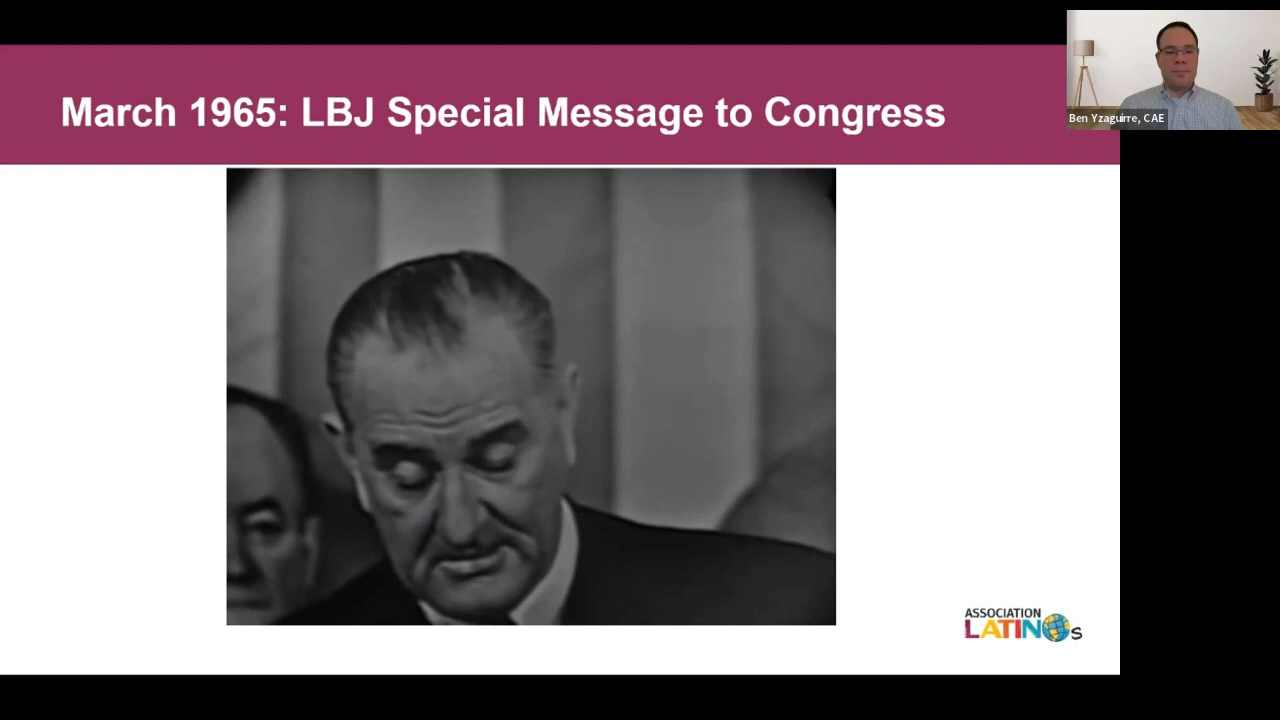 March 1965: LBJ Special Message to Congress
Ben Yzaguirre, CAE
ASSOCIATION
LATINOs